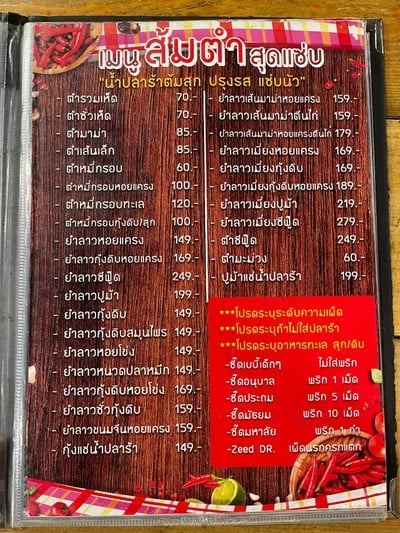 เมนู ส้มตำ สุดแซ่บ
"น้ำปลาร้าต้มสุก ปรุงรส แซ่บนัว"
- ตำรวมเห็ด 70.-
- ตำซั่วเห็ด 70.-
- ตำมาม่า 85.-
- ตำเส้นเล็ก 85.-
- ตำหมี่กรอบ 60.-
- ตำหมี่กรอบหอยแครง 100.-
- ตำหมี่กรอบทะเล 120.-
- ตำหมี่กรอบกุ้งดิบ/สุก 100.-
- ยำลาวหอยแครง 149.-
- ยำลาวกุ้งดิบหอยแครง 169.-
- ยำลาวซีฟู๊ด 249.-
- ยำลาวปูม้า 199.-
- ยำลาวกุ้งดิบ 149.-
- ยำลาวกุ้งดิบสมุนไพร 149.-
- ยำลาวหอยโข่ง 149.-
- ยำลาวหนวดปลาหมึก 149.-
- ยำลาวกุ้งดิบหอยโข่ง 169.-
- ยำลาวซั่วกุ้งดิบ 159.-
- ยำลาวขนมจีนหอยแครง 159.-
- กุ้งแช่น้ำปลาร้า 149.-
- ยำลาวเส้นมาม่าหอยแครง 159.-
- ยำลาวเส้นมาม่าตีนไก่ 159.-
- ยำลาวเส้นมาม่าหอยแครงตีนไก่ 179.-
- ยำลาวเมี่ยงหอยแครง 169.-
- ยำลาวเมี่ยงกุ้งดิบ 169.-
- ยำลาวเมี่ยงกุ้งดิบหอยแครง 189.-
- ยำลาวเมี่ยงปูม้า 219.-
- ยำลาวเมี่ยงซีฟู๊ด 279.-
- ตำซีฟู๊ด 249.-
- ตำมะม่วง 60.-
- ปูม้าแช่น้ำปลาร้า 199.-
***โปรดระบุระดับความเผ็ด
***โปรดระบุถ้าไม่ใส่ปลาร้า
***โปรดระบุอาหารทะเล สุก/ดิบ
-ซี๊ดเบบี้เด็กๆ ไม่ใส่พริก
-ซี๊ดอนุบาล พริก 1 เม็ด
-ซี๊ดประถม พริก 5 เม็ด
-ซี๊ดมัธยม พริก 10 เม็ด
-ซี๊ดมหาลัย พริก 1 กำ
-Zeed DR. เผ็ดนรกครกแตก